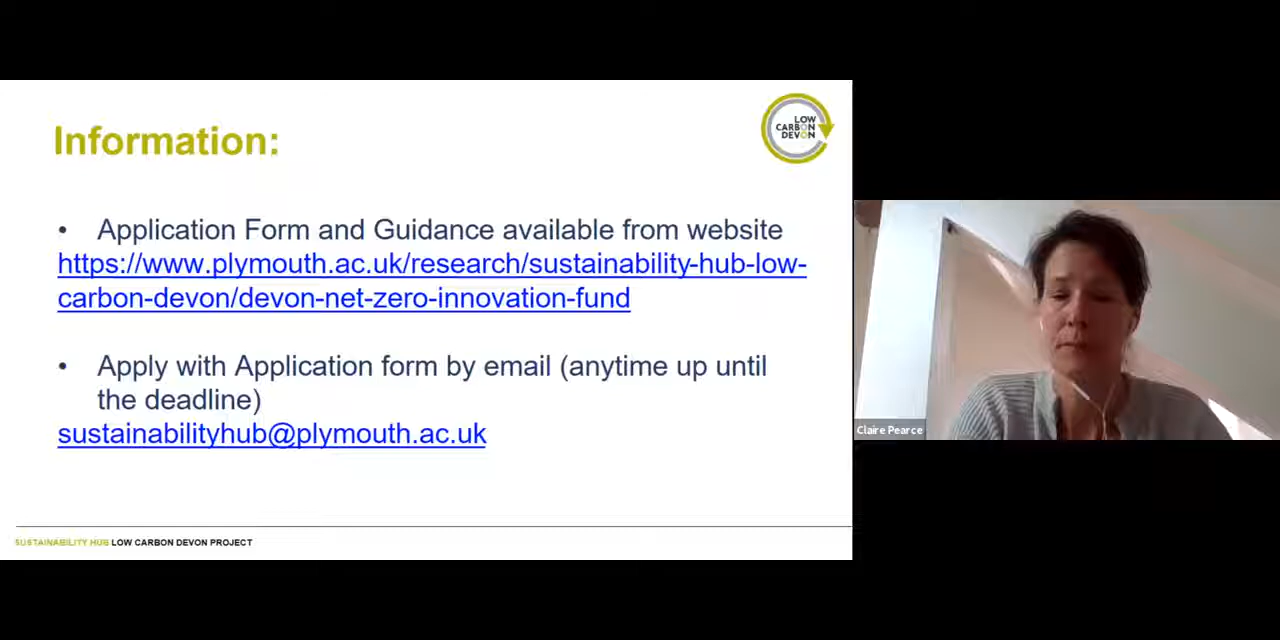 Information:
LOW
CARBON
DEVON
• Application Form and Guidance available from website
https://www.plymouth.ac.uk/research/sustainability-hub-low-
carbon-devon/devon-net-zero-innovation-fund
• Apply with Application form by email (anytime up until
the deadline)
sustainabilityhub@plymouth.ac.uk
SUSTAINABILITY HUB LOW CARBON DEVON PROJECT
Claire Pearce